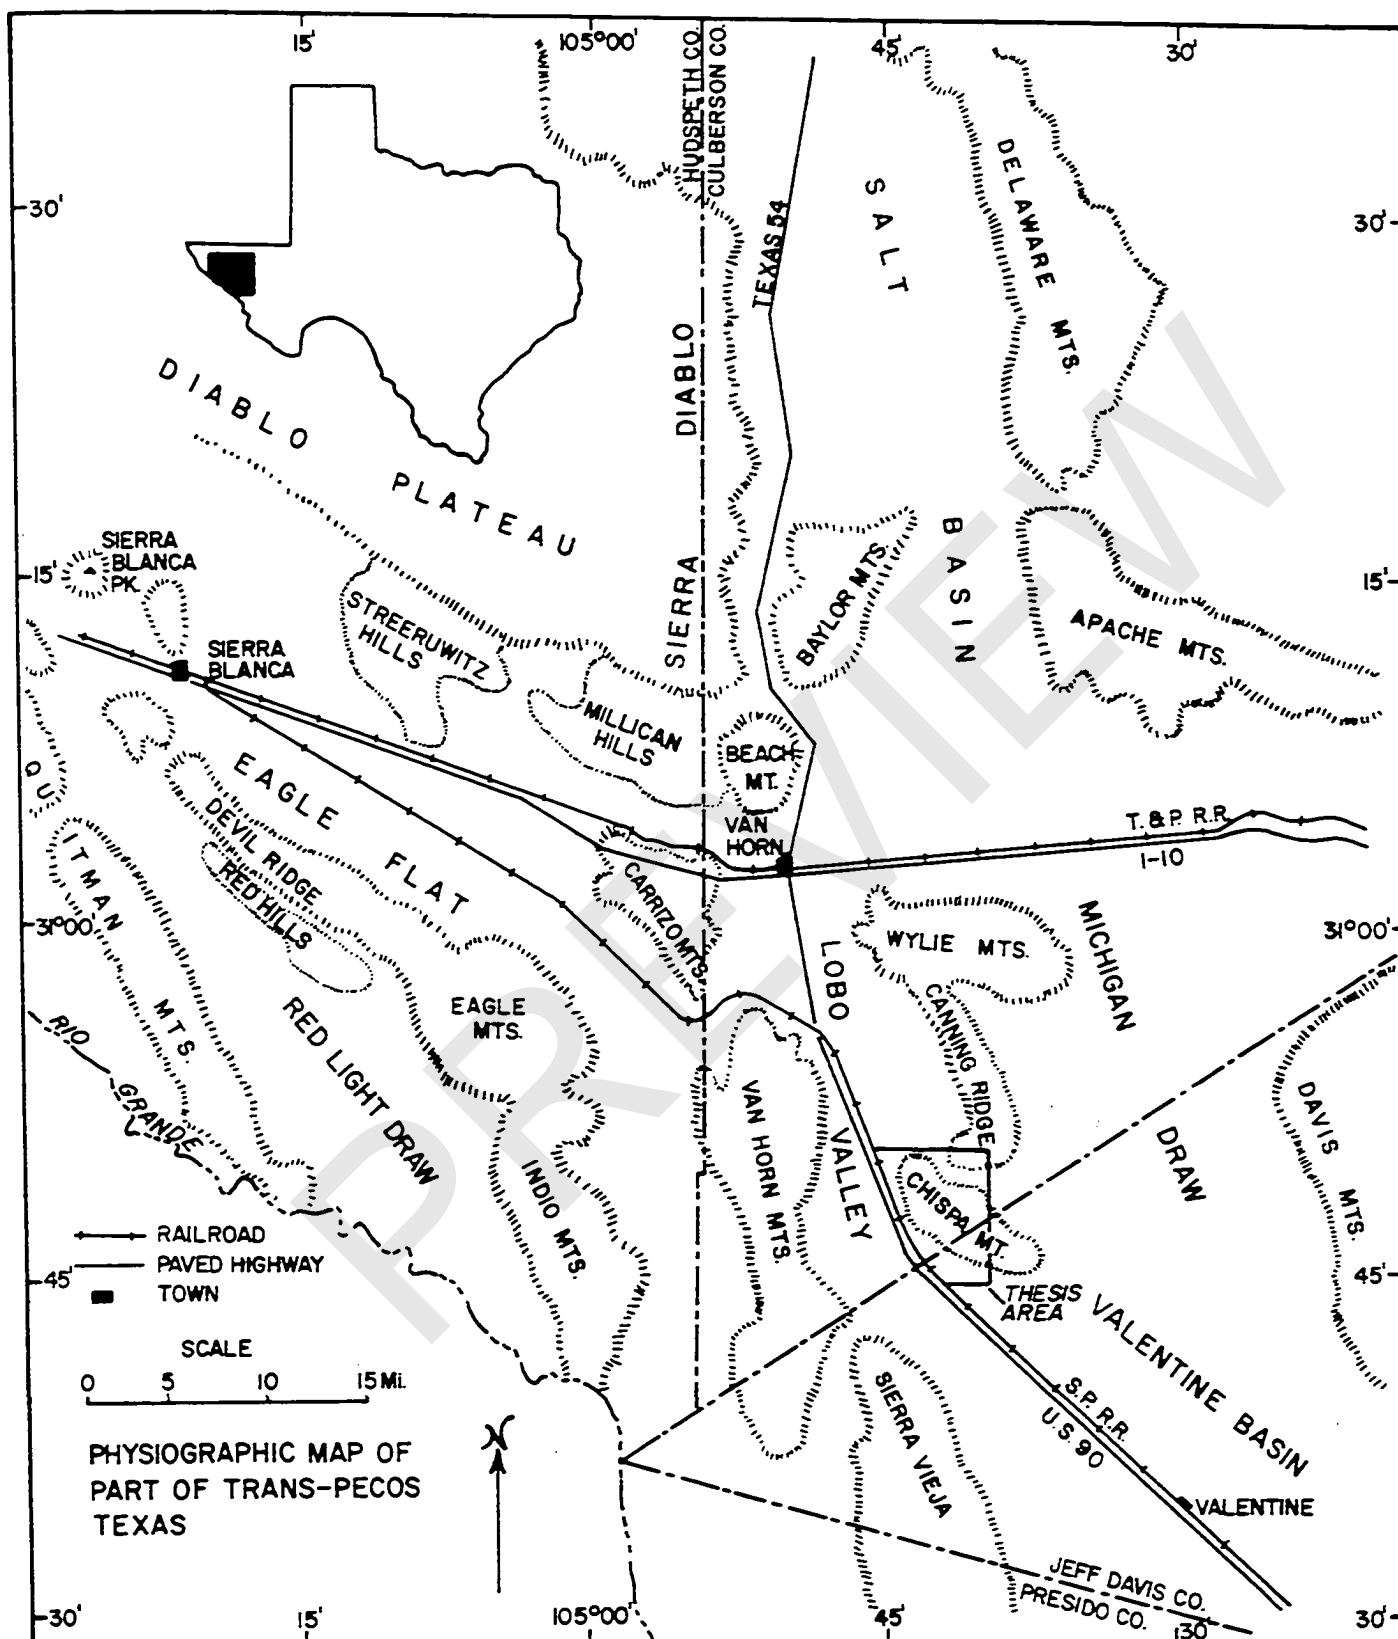 15'
105°00'
45'
30'
HUDSPETH CO.
CULBERSON CO.
30'
30'
TEXAS 54
SALT
DELAWARE MTS.
DIABLO
PLATEAU
SIERRA DIABLO
BASIN
SIERRA
BLANCA
PK.
15'
15'
STREERUWITZ
HILLS
BAYLOR MTS.
APACHE MTS.
SIERRA
BLANCA
MILLICAN
HILLS
BEACH
MT.
QUITMAN
MTS.
EAGLE
FLAT
DEVIL RIDGE
RED HILLS
VAN
HORN
T. & P. R.R.
I-10
CARRIZO MTS.
31°00'
31°00'
WYLIE MTS.
MICHIGAN
DRAW
LOBO
VALLEY
CANNING RIDGE
EAGLE
MTS.
RED LIGHT DRAW
RIO
GRANDE
VAN HORN MTS.
DAVIS
MTS.
INDIO MTS.
CHISPA MT.
RAILROAD
PAVED HIGHWAY
TOWN
45'
45'
THESIS
AREA
VALENTINE BASIN
SCALE
0 5 10 15 Mi.
SIERRA VIEJA
S.P. R.R.
U.S. 90
PHYSIOGRAPHIC MAP OF
PART OF TRANS-PECOS
TEXAS
N
VALENTINE
JEFF DAVIS CO.
PRESIDO CO.
30'
15'
105°00'
45'
30'
30'
PREVIEW